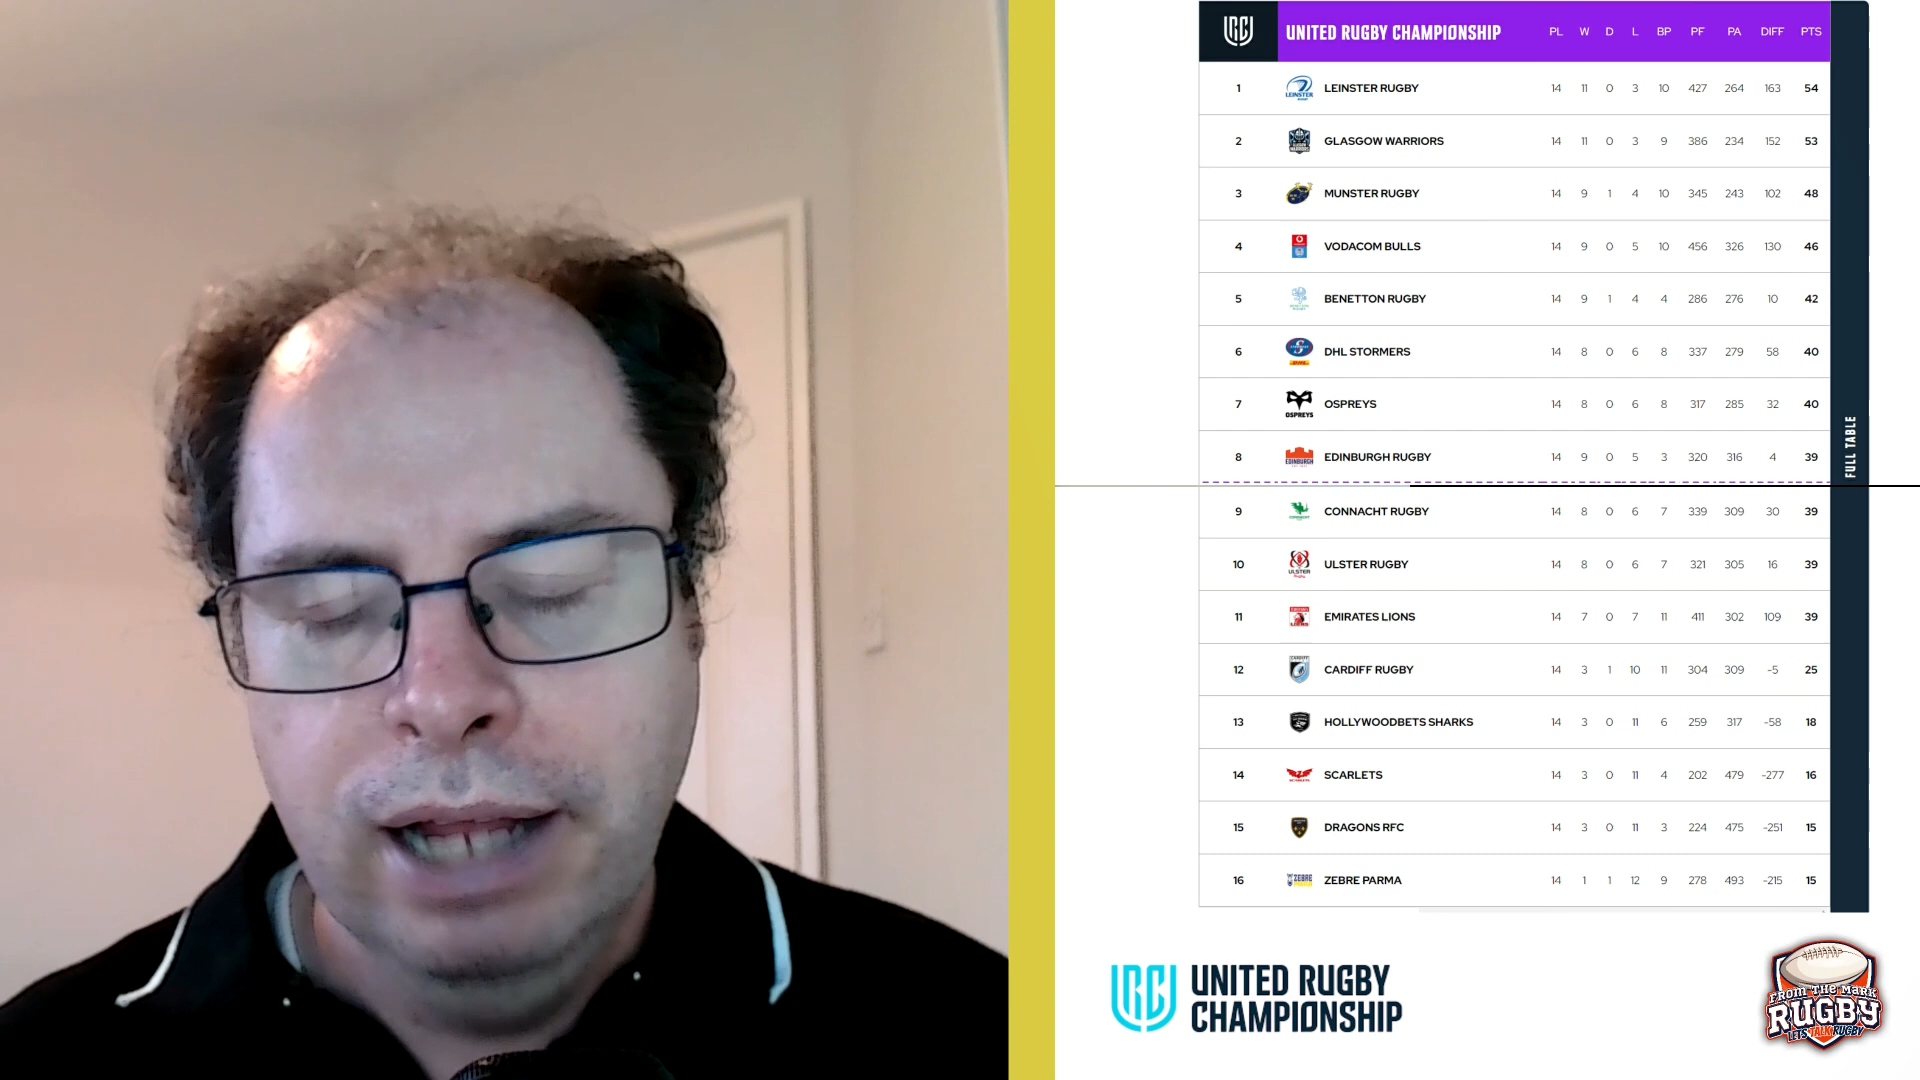 UNITED RUGBY CHAMPIONSHIP PL W D L BP PF PA DIFF PTS
1 LEINSTER RUGBY 14 11 0 3 10 427 264 163 54
2 GLASGOW WARRIORS 14 11 0 3 9 386 234 152 53
3 MUNSTER RUGBY 14 9 1 4 10 345 243 102 48
4 VODACOM BULLS 14 9 0 5 10 456 326 130 46
5 BENETTON RUGBY 14 9 1 4 4 286 276 10 42
6 DHL STORMERS 14 8 0 6 8 337 279 58 40
7 OSPREYS 14 8 0 6 8 317 285 32 40
8 EDINBURGH RUGBY 14 9 0 5 3 320 316 4 39
9 CONNACHT RUGBY 14 8 0 6 7 339 309 30 39
10 ULSTER RUGBY 14 8 0 6 7 321 305 16 39
11 EMIRATES LIONS 14 7 0 7 11 411 302 109 39
12 CARDIFF RUGBY 14 3 1 10 11 304 309 -5 25
13 HOLLYWOODBETS SHARKS 14 3 0 11 6 259 317 -58 18
14 SCARLETS 14 3 0 11 4 202 479 -277 16
15 DRAGONS RFC 14 3 0 11 3 224 475 -251 15
16 ZEBRE PARMA 14 1 1 12 9 278 493 -215 15
FULL TABLE
UNITED RUGBY
CHAMPIONSHIP
FROM THE MARK
RUGBY
LETS TALK RUGBY